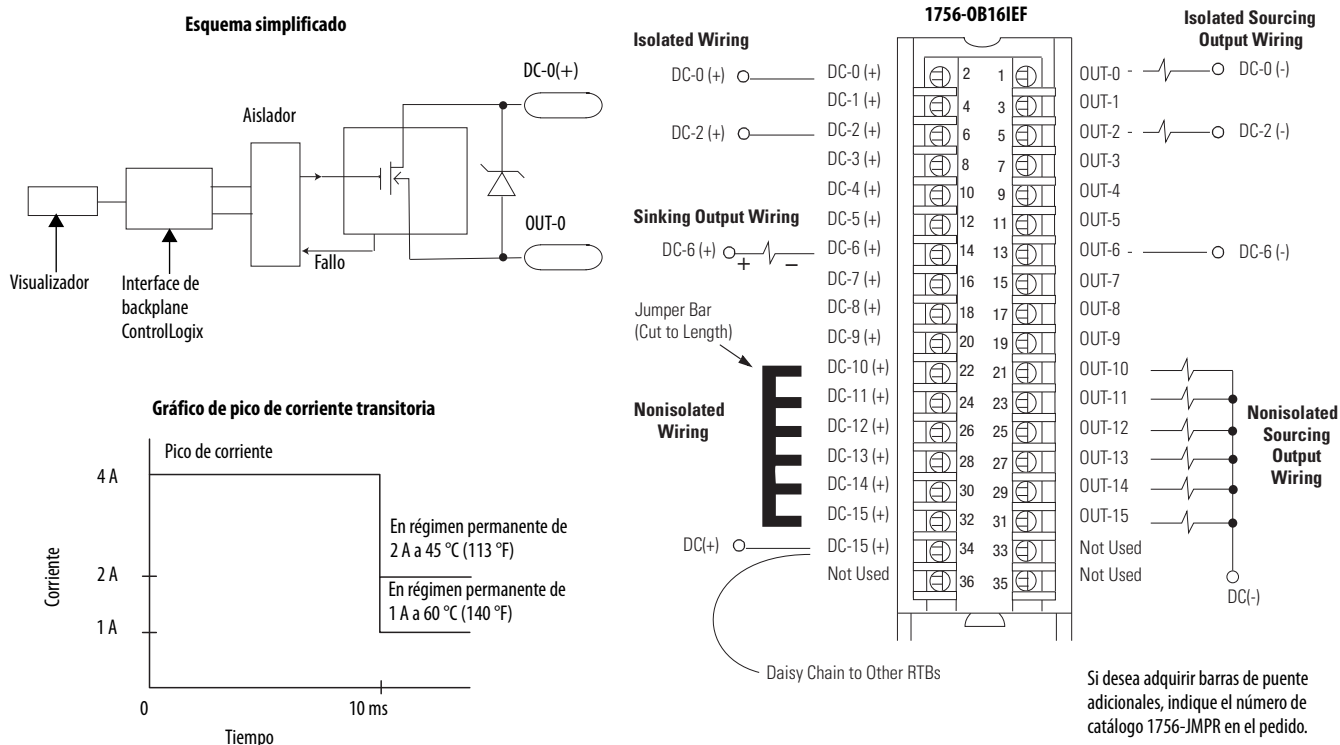 Esquema simplificado
DC-0(+)
Aislador
OUT-0
Fallo
Visualizador
Interface de
backplane
ControlLogix
Gráfico de pico de corriente transitoria
Pico de corriente
4 A
2 A
1 A
Corriente
En régimen permanente de
2 A a 45 °C (113 °F)
En régimen permanente de
1 A a 60 °C (140 °F)
0
10 ms
Tiempo
1756-OB16IEF
Isolated Wiring
Isolated Sourcing
Output Wiring
DC-0 (+) DC-0 (+) 2 1 OUT-0 DC-0 (-)
DC-1 (+) 4 3 OUT-1
DC-2 (+) DC-2 (+) 6 5 OUT-2 DC-2 (-)
DC-3 (+) 8 7 OUT-3
DC-4 (+) 10 9 OUT-4
Sinking Output Wiring
DC-5 (+) 12 11 OUT-5
DC-6 (+) + – DC-6 (+) 14 13 OUT-6 DC-6 (-)
DC-7 (+) 16 15 OUT-7
Jumper Bar
(Cut to Length)
DC-8 (+) 18 17 OUT-8
DC-9 (+) 20 19 OUT-9
DC-10 (+) 22 21 OUT-10
DC-11 (+) 24 23 OUT-11
Nonisolated
Wiring
DC-12 (+) 26 25 OUT-12
DC-13 (+) 28 27 OUT-13
DC-14 (+) 30 29 OUT-14
DC-15 (+) 32 31 OUT-15
Nonisolated
Sourcing
Output
Wiring
DC(+) DC-15 (+) 34 33 Not Used
Not Used 36 35 Not Used
DC(-)
Daisy Chain to Other RTBs
Si desea adquirir barras de puente
adicionales, indique el número de
catálogo 1756-JMPR en el pedido.